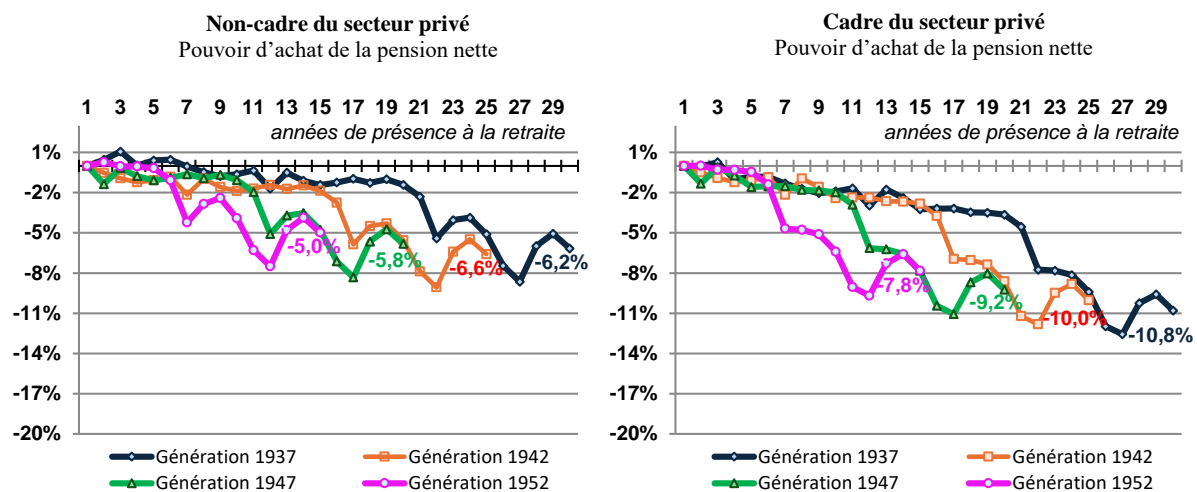 Non-cadre du secteur privé
Pouvoir d'achat de la pension nette
1 3 5 7 9 11 13 15 17 19 21 23 25 27 29
années de présence à la retraite
1%
-2%
-5%
-8%
-11%
-14%
-17%
-20%
-5,0%
-5,8%
-6,6%
-6,2%
Génération 1937
Génération 1942
Génération 1947
Génération 1952
Cadre du secteur privé
Pouvoir d'achat de la pension nette
1 3 5 7 9 11 13 15 17 19 21 23 25 27 29
années de présence à la retraite
1%
-2%
-5%
-8%
-11%
-14%
-17%
-20%
-7,8%
-9,2%
-10,0%
-10,8%
Génération 1937
Génération 1942
Génération 1947
Génération 1952